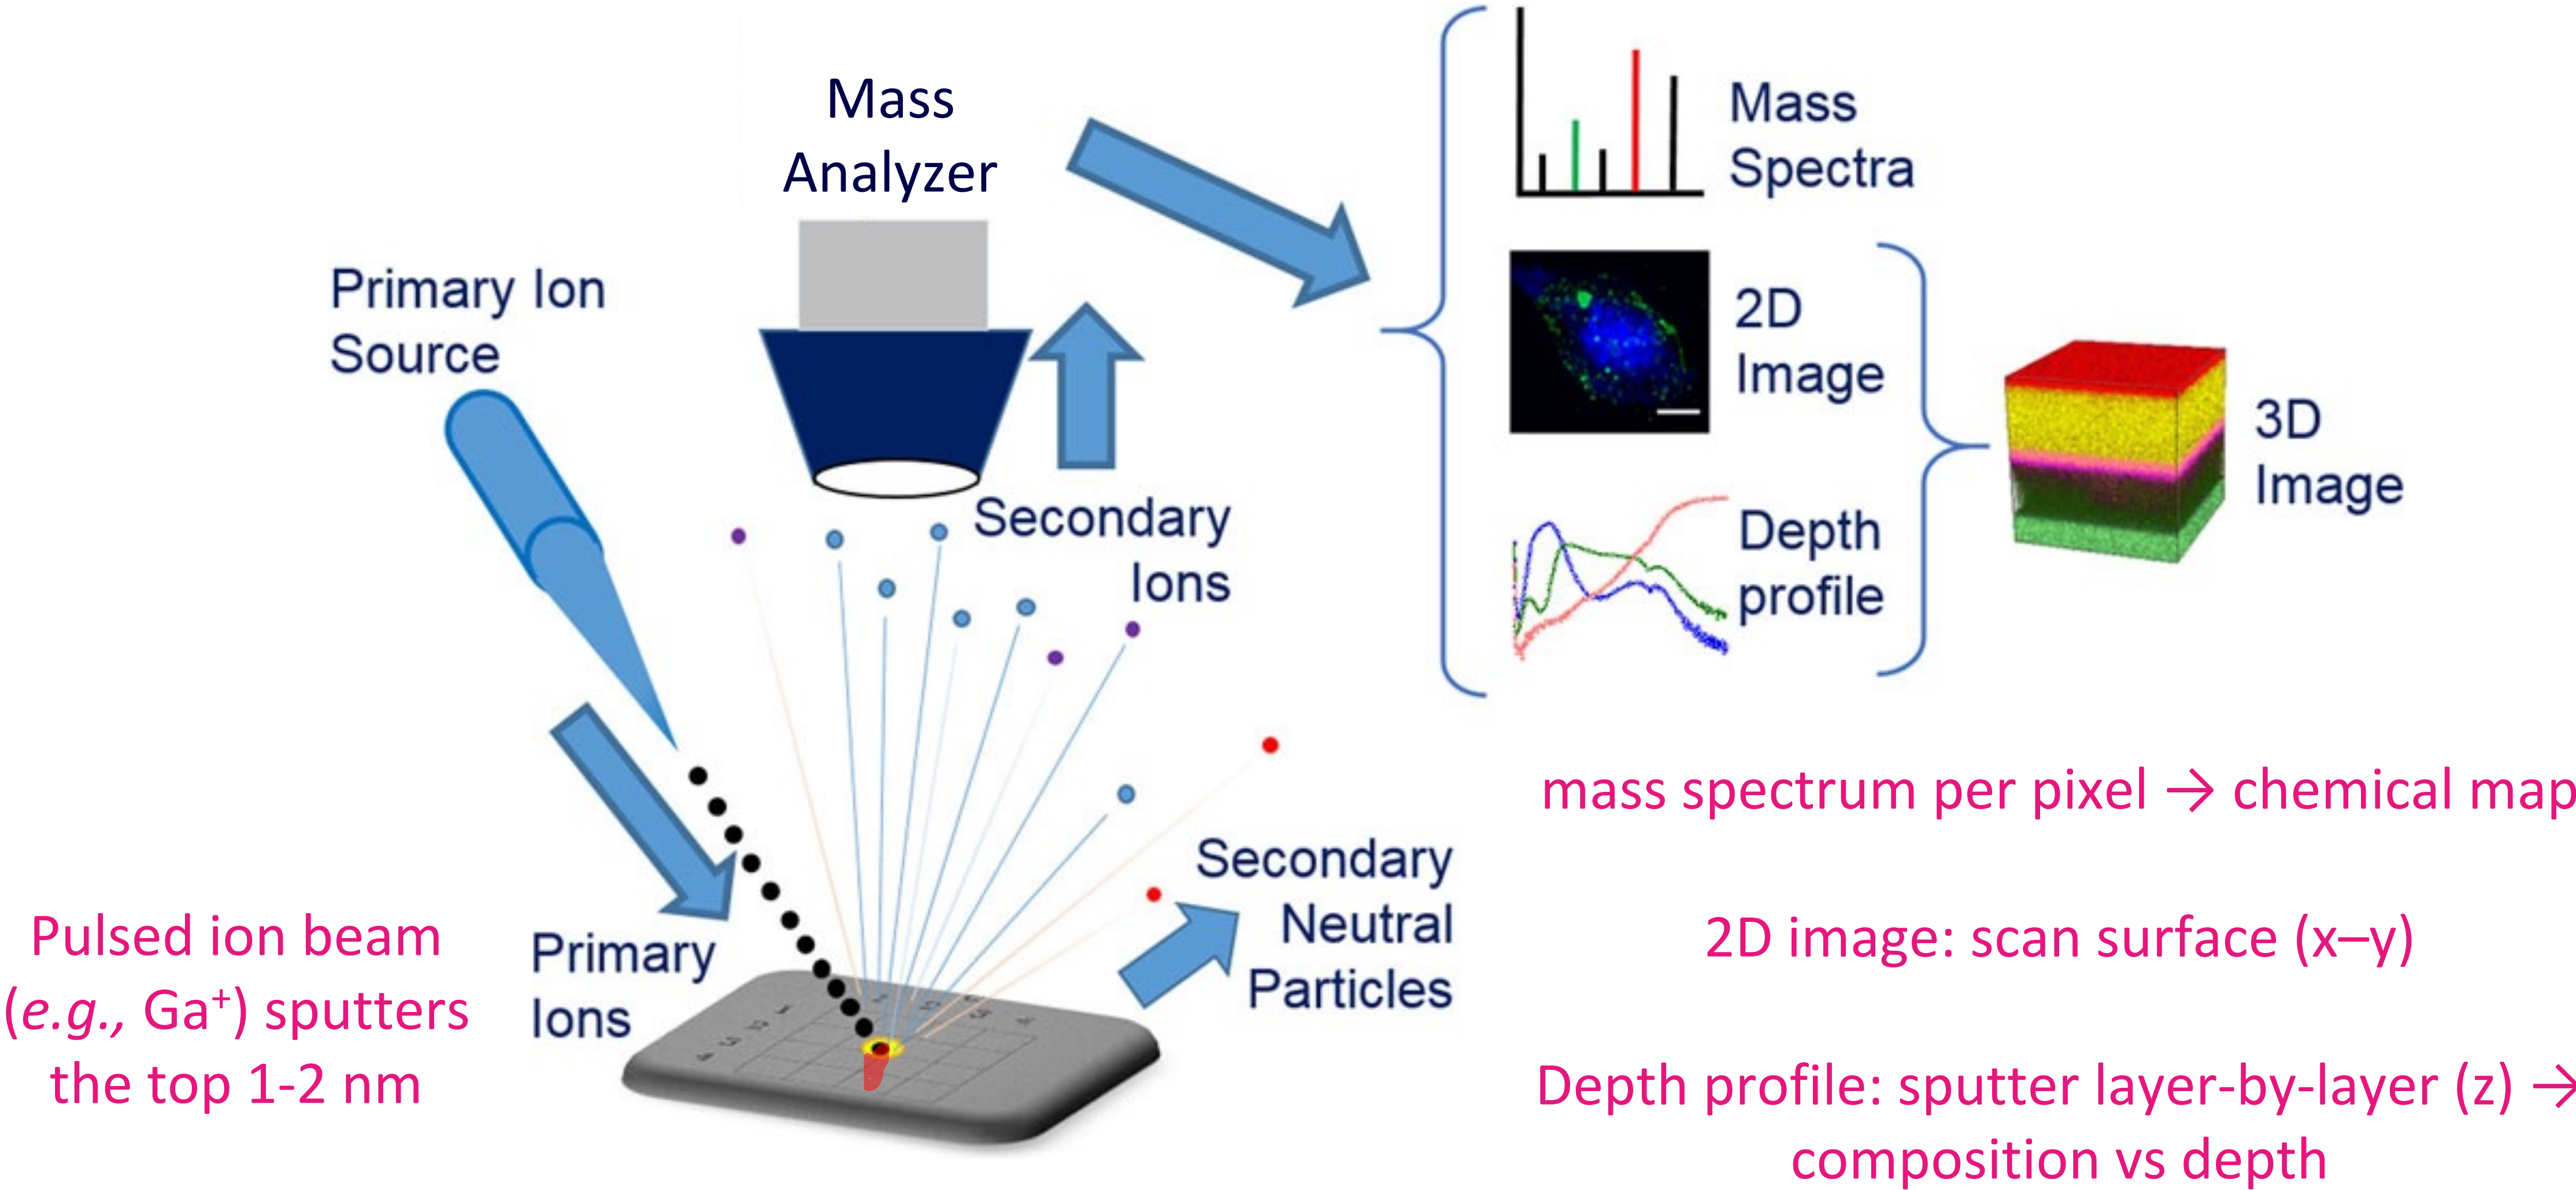 Mass
Analyzer
Primary Ion
Source
Secondary
Ions
Primary
Ions
Secondary
Neutral
Particles
Pulsed ion beam
(e.g., Ga⁺) sputters
the top 1-2 nm
Mass
Spectra
2D
Image
Depth
profile
3D
Image
mass spectrum per pixel → chemical map
2D image: scan surface (x–y)
Depth profile: sputter layer-by-layer (z) →
composition vs depth